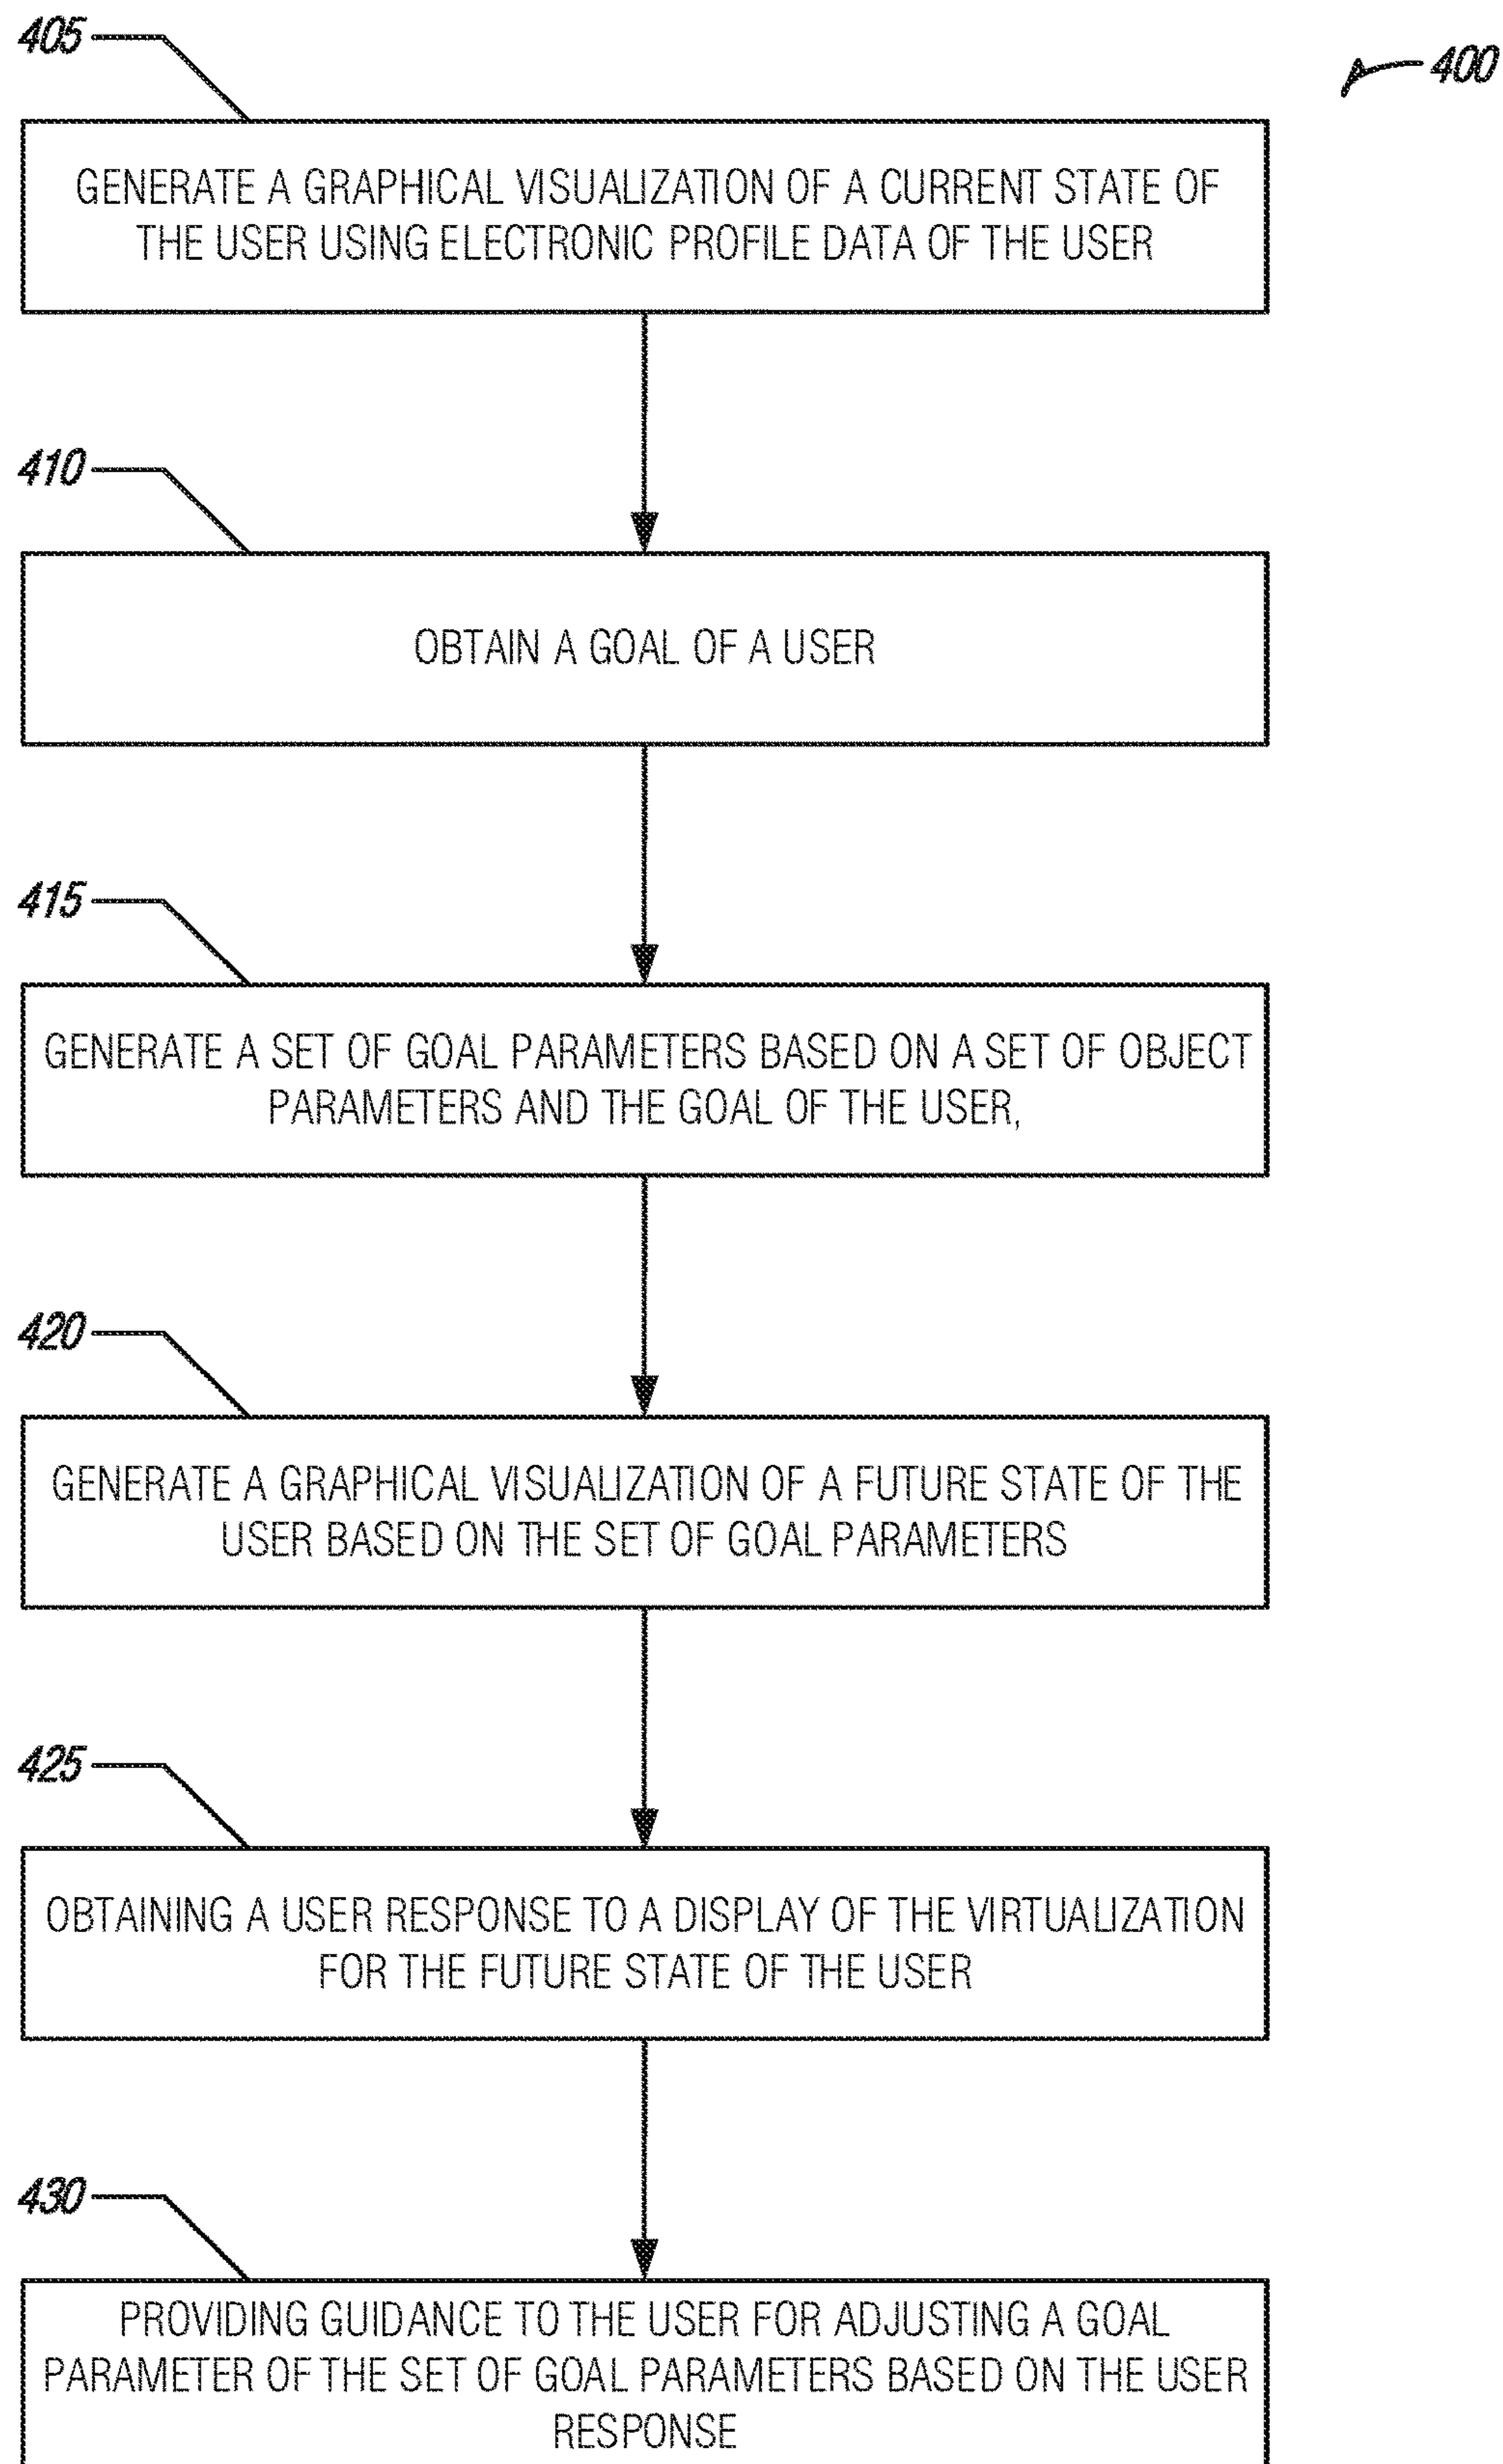 405
400
GENERATE A GRAPHICAL VISUALIZATION OF A CURRENT STATE OF
THE USER USING ELECTRONIC PROFILE DATA OF THE USER
410
OBTAIN A GOAL OF A USER
415
GENERATE A SET OF GOAL PARAMETERS BASED ON A SET OF OBJECT
PARAMETERS AND THE GOAL OF THE USER,
420
GENERATE A GRAPHICAL VISUALIZATION OF A FUTURE STATE OF THE
USER BASED ON THE SET OF GOAL PARAMETERS
425
OBTAINING A USER RESPONSE TO A DISPLAY OF THE VIRTUALIZATION
FOR THE FUTURE STATE OF THE USER
430
PROVIDING GUIDANCE TO THE USER FOR ADJUSTING A GOAL
PARAMETER OF THE SET OF GOAL PARAMETERS BASED ON THE USER
RESPONSE